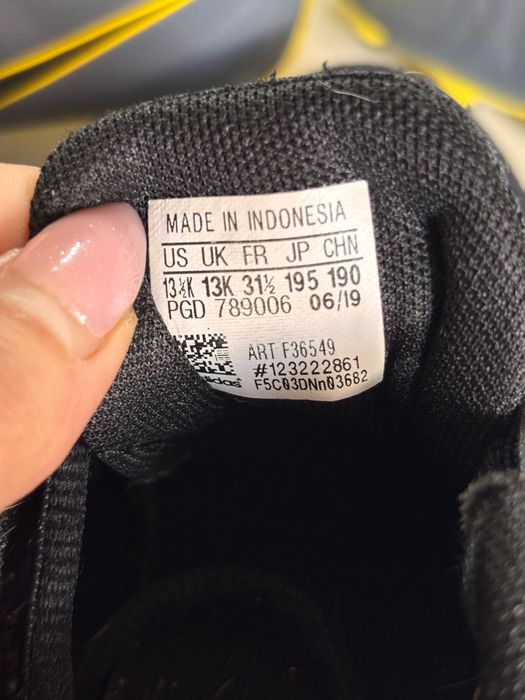 MADE IN INDONESIA
US UK FR JP CHN
13½K 13K 31½ 195 190
PGD 789006 06/19
ART F36549
#123222861
F5C03DNn03682